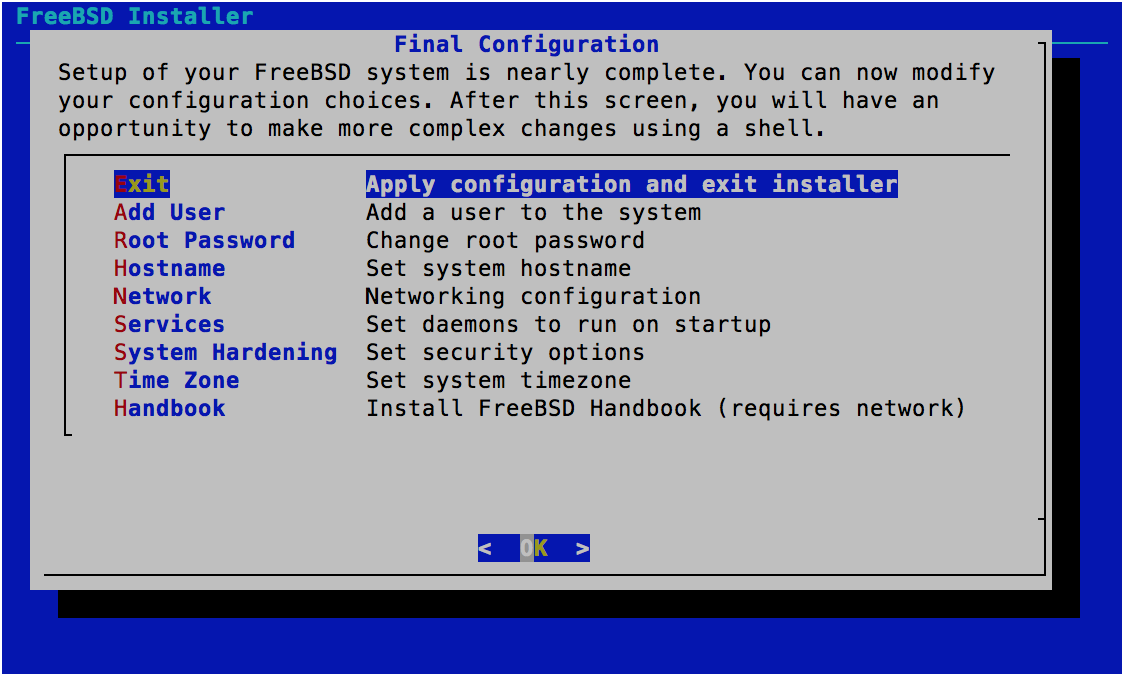 FreeBSD Installer
Final Configuration
Setup of your FreeBSD system is nearly complete. You can now modify
your configuration choices. After this screen, you will have an
opportunity to make more complex changes using a shell.
Exit Apply configuration and exit installer
Add User Add a user to the system
Root Password Change root password
Hostname Set system hostname
Network Networking configuration
Services Set daemons to run on startup
System Hardening Set security options
Time Zone Set system timezone
Handbook Install FreeBSD Handbook (requires network)
< OK >